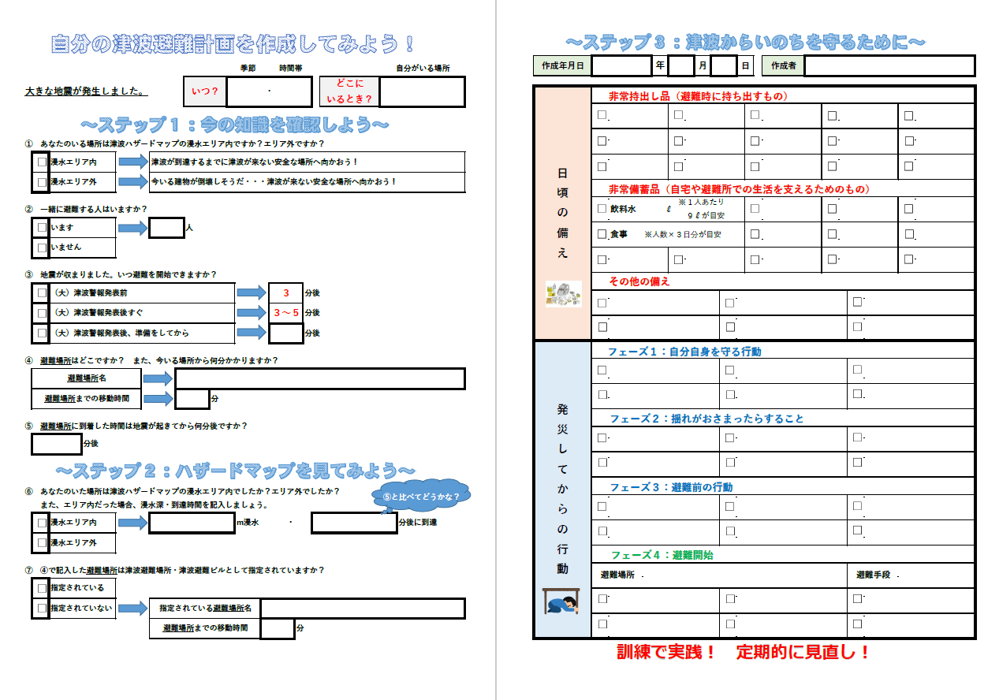 自分の津波避難計画を作成してみよう！
季節　時間帯　自分がいる場所
大きな地震が発生しました。
いつ？　・　どこに
いるとき？
～ステップ１：今の知識を確認しよう～
①　あなたのいる場所は津波ハザードマップの浸水エリア内ですか？エリア外ですか？
□ 浸水エリア内　津波が到達するまでに津波が来ない安全な場所へ向かおう！
□ 浸水エリア外　今いる建物が倒壊しそうだ・・・津波が来ない安全な場所へ向かおう！
②　一緒に避難する人はいますか？
□ います　人
□ いません
③　地震が収まりました。いつ避難を開始できますか？
□ （大）津波警報発表前　３　分後
□ （大）津波警報発表後すぐ　３～５　分後
□ （大）津波警報発表後、準備をしてから　分後
④　避難場所はどこですか？　また、今いる場所から何分かかりますか？
避難場所名
避難場所までの移動時間　分
⑤　避難場所に到着した時間は地震が起きてから何分後ですか？
分後
～ステップ２：ハザードマップを見てみよう～
⑥　あなたのいた場所は津波ハザードマップの浸水エリア内でしたか？エリア外でしたか？
また、エリア内だった場合、浸水深・到達時間を記入しましょう。
⑤と比べてどうかな？
□ 浸水エリア内　m浸水　・　分後に到達
□ 浸水エリア外
⑦　④で記入した避難場所は津波避難場所・津波避難ビルとして指定されていますか？
□ 指定されている
□ 指定されていない　指定されている避難場所名
避難場所までの移動時間　分
～ステップ３：津波からいのちを守るために～
作成年月日　年　月　日　作成者
日頃の備え
非常持出し品（避難時に持ち出すもの）
□.　□.　□.　□.　□.
□.　□.　□.　□.　□.
□.　□.　□.　□.　□.
非常備蓄品（自宅や避難所での生活を支えるためのもの）
□.飲料水　ℓ　※１人あたり
９ℓが目安　□.　□.　□.
□.食事　※人数×３日分が目安　□.　□.　□.
□.　□.　□.　□.　□.
その他の備え
□.　□.　□.
□.　□.　□.
発災してからの行動
フェーズ１：自分自身を守る行動
□.　□.　□.
□.　□.　□.
フェーズ２：揺れがおさまったらすること
□.　□.　□.
□.　□.　□.
フェーズ３：避難前の行動
□.　□.　□.
□.　□.　□.
フェーズ４：避難開始
避難場所　.　避難手段　.
□.　□.　□.
□.　□.　□.
訓練で実践！　定期的に見直し！